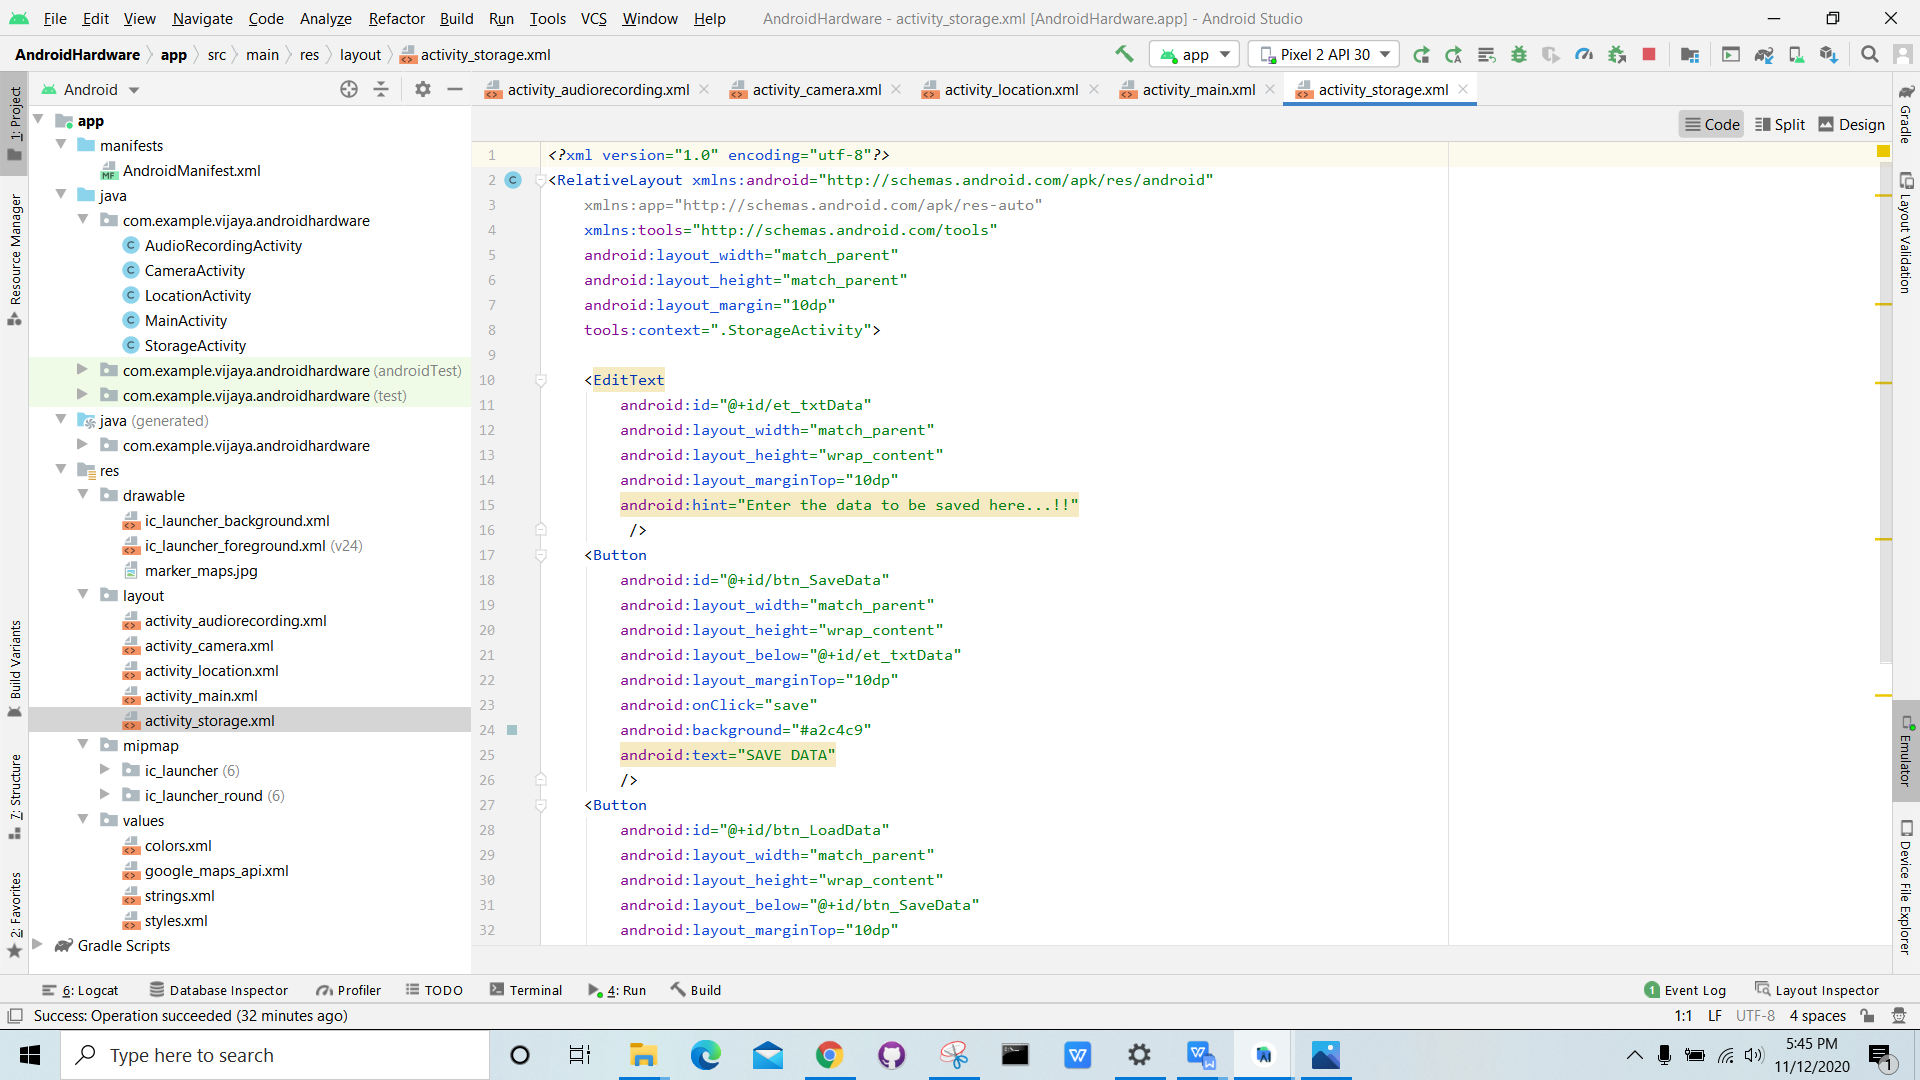 File Edit View Navigate Code Analyze Refactor Build Run Tools VCS Window Help AndroidHardware - activity_storage.xml [AndroidHardware.app] - Android Studio
AndroidHardware app src main res layout activity_storage.xml app Pixel 2 API 30
Android
activity_audiorecording.xml activity_camera.xml activity_location.xml activity_main.xml activity_storage.xml
Code Split Design
1: Project
Resource Manager
Build Variants
7: Structure
2: Favorites
app
manifests
MF AndroidManifest.xml
java
com.example.vijaya.androidhardware
C AudioRecordingActivity
C CameraActivity
C LocationActivity
C MainActivity
C StorageActivity
com.example.vijaya.androidhardware (androidTest)
com.example.vijaya.androidhardware (test)
java (generated)
com.example.vijaya.androidhardware
res
drawable
ic_launcher_background.xml
ic_launcher_foreground.xml (v24)
marker_maps.jpg
layout
activity_audiorecording.xml
activity_camera.xml
activity_location.xml
activity_main.xml
activity_storage.xml
mipmap
ic_launcher (6)
ic_launcher_round (6)
values
colors.xml
google_maps_api.xml
strings.xml
styles.xml
Gradle Scripts
1 <?xml version="1.0" encoding="utf-8"?>
2 C <RelativeLayout xmlns:android="http://schemas.android.com/apk/res/android"
3 xmlns:app="http://schemas.android.com/apk/res-auto"
4 xmlns:tools="http://schemas.android.com/tools"
5 android:layout_width="match_parent"
6 android:layout_height="match_parent"
7 android:layout_margin="10dp"
8 tools:context=".StorageActivity">
9
10 <EditText
11 android:id="@+id/et_txtData"
12 android:layout_width="match_parent"
13 android:layout_height="wrap_content"
14 android:layout_marginTop="10dp"
15 android:hint="Enter the data to be saved here...!!"
16 />
17 <Button
18 android:id="@+id/btn_SaveData"
19 android:layout_width="match_parent"
20 android:layout_height="wrap_content"
21 android:layout_below="@+id/et_txtData"
22 android:layout_marginTop="10dp"
23 android:onClick="save"
24 android:background="#a2c4c9"
25 android:text="SAVE DATA"
26 />
27 <Button
28 android:id="@+id/btn_LoadData"
29 android:layout_width="match_parent"
30 android:layout_height="wrap_content"
31 android:layout_below="@+id/btn_SaveData"
32 android:layout_marginTop="10dp"
Gradle
Layout Validation
Emulator
Device File Explorer
6: Logcat Database Inspector Profiler TODO Terminal 4: Run Build 1 Event Log Layout Inspector
Success: Operation succeeded (32 minutes ago) 1:1 LF UTF-8 4 spaces
Type here to search
5:45 PM
11/12/2020
1